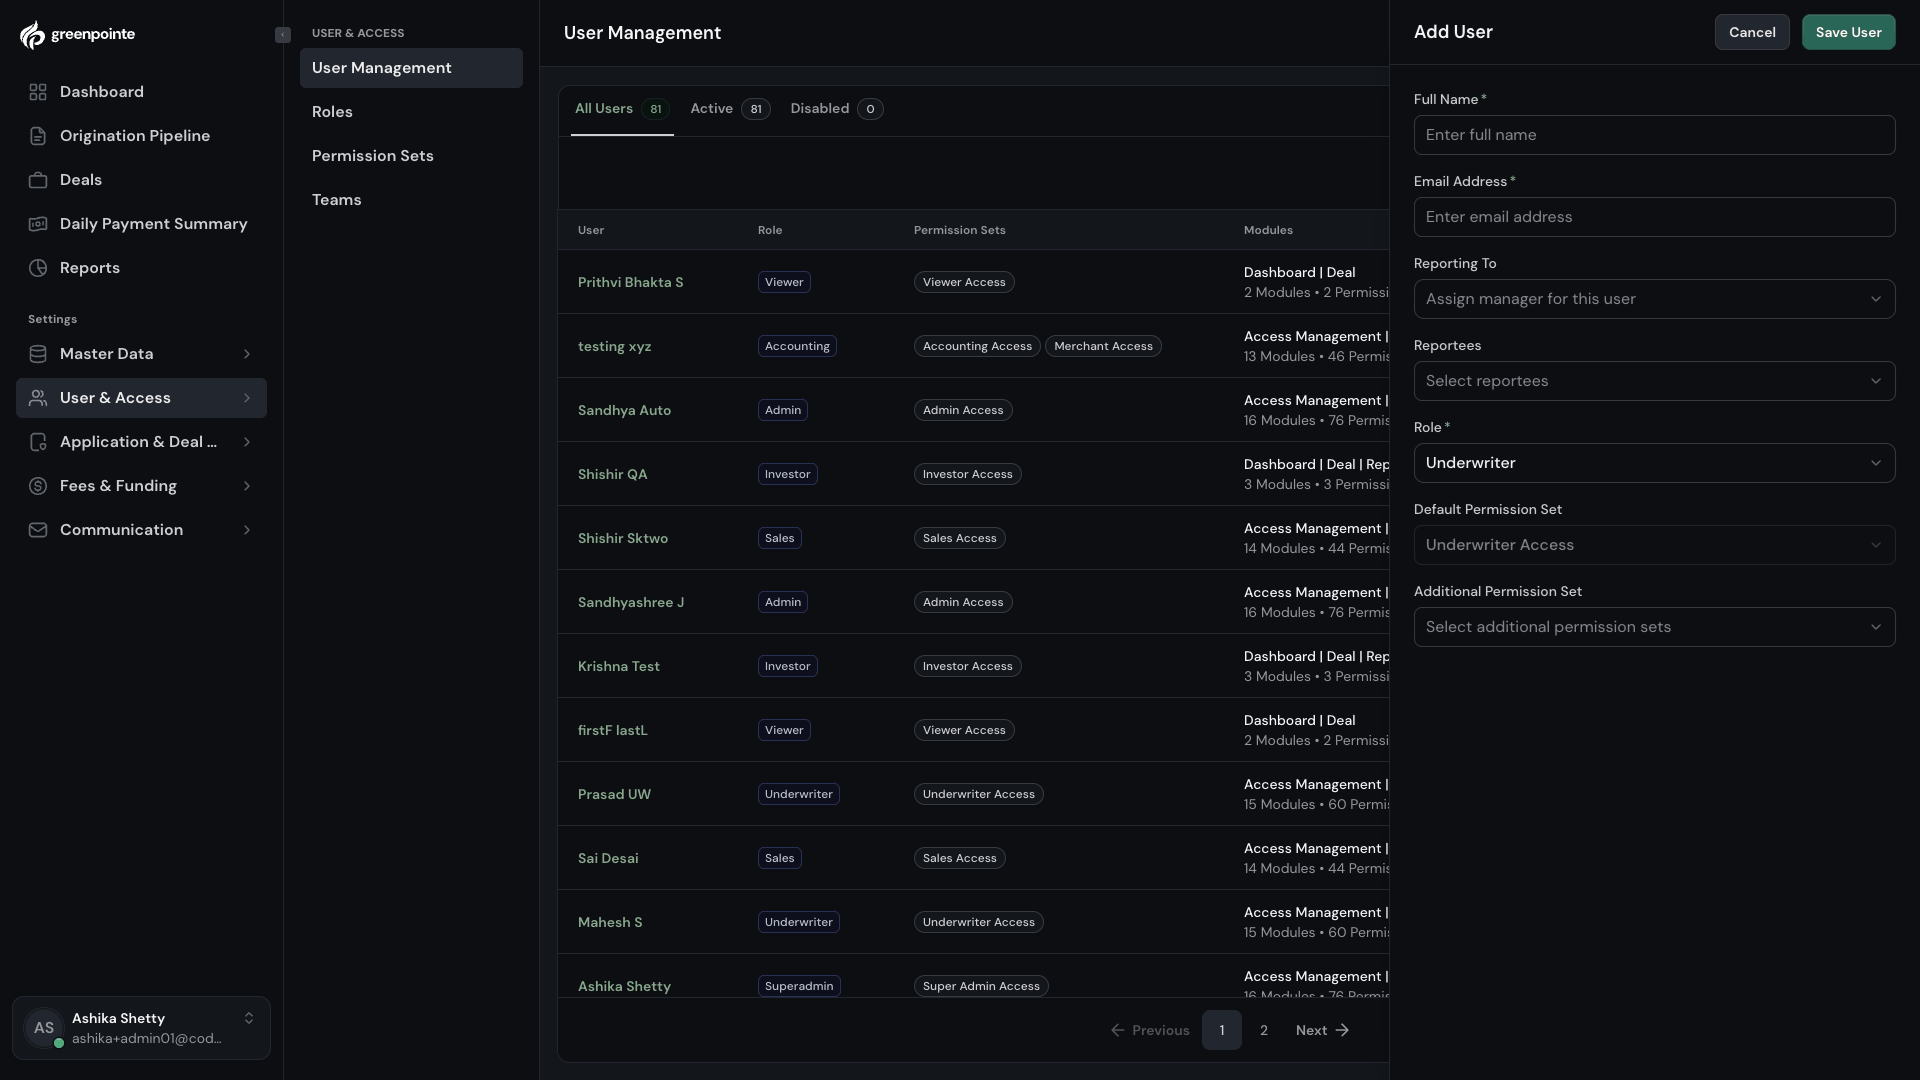 greenpointe
Dashboard
Origination Pipeline
Deals
Daily Payment Summary
Reports
Settings
Master Data
User & Access
Application & Deal ...
Fees & Funding
Communication
AS
Ashika Shetty
ashika+admin01@cod...
USER & ACCESS
User Management
Roles
Permission Sets
Teams
User Management
All Users 81 Active 81 Disabled 0
User Role Permission Sets Modules
Prithvi Bhakta S Viewer Viewer Access Dashboard | Deal
2 Modules • 2 Permissi
testing xyz Accounting Accounting Access Merchant Access Access Management |
13 Modules • 46 Permis
Sandhya Auto Admin Admin Access Access Management |
16 Modules • 76 Permis
Shishir QA Investor Investor Access Dashboard | Deal | Rep
3 Modules • 3 Permissi
Shishir Sktwo Sales Sales Access Access Management |
14 Modules • 44 Permis
Sandhyashree J Admin Admin Access Access Management |
16 Modules • 76 Permis
Krishna Test Investor Investor Access Dashboard | Deal | Rep
3 Modules • 3 Permissi
firstF lastL Viewer Viewer Access Dashboard | Deal
2 Modules • 2 Permissi
Prasad UW Underwriter Underwriter Access Access Management |
15 Modules • 60 Permis
Sai Desai Sales Sales Access Access Management |
14 Modules • 44 Permis
Mahesh S Underwriter Underwriter Access Access Management |
15 Modules • 60 Permis
Ashika Shetty Superadmin Super Admin Access Access Management |
16 Modules • 76 Permis
Previous 1 2 Next
Add User
Cancel Save User
Full Name *
Enter full name
Email Address *
Enter email address
Reporting To
Assign manager for this user
Reportees
Select reportees
Role *
Underwriter
Default Permission Set
Underwriter Access
Additional Permission Set
Select additional permission sets